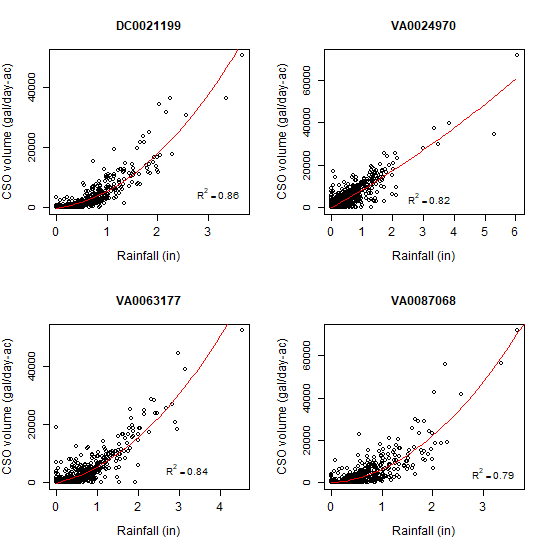 DC0021199
CSO volume (gal/day-ac)
0 20000 40000
R² = 0.86
0 1 2 3
Rainfall (in)
VA0024970
CSO volume (gal/day-ac)
0 20000 40000 60000
R² = 0.82
0 1 2 3 4 5 6
Rainfall (in)
VA0063177
CSO volume (gal/day-ac)
0 20000 40000
R² = 0.84
0 1 2 3 4
Rainfall (in)
VA0087068
CSO volume (gal/day-ac)
0 20000 40000 60000
R² = 0.79
0 1 2 3
Rainfall (in)